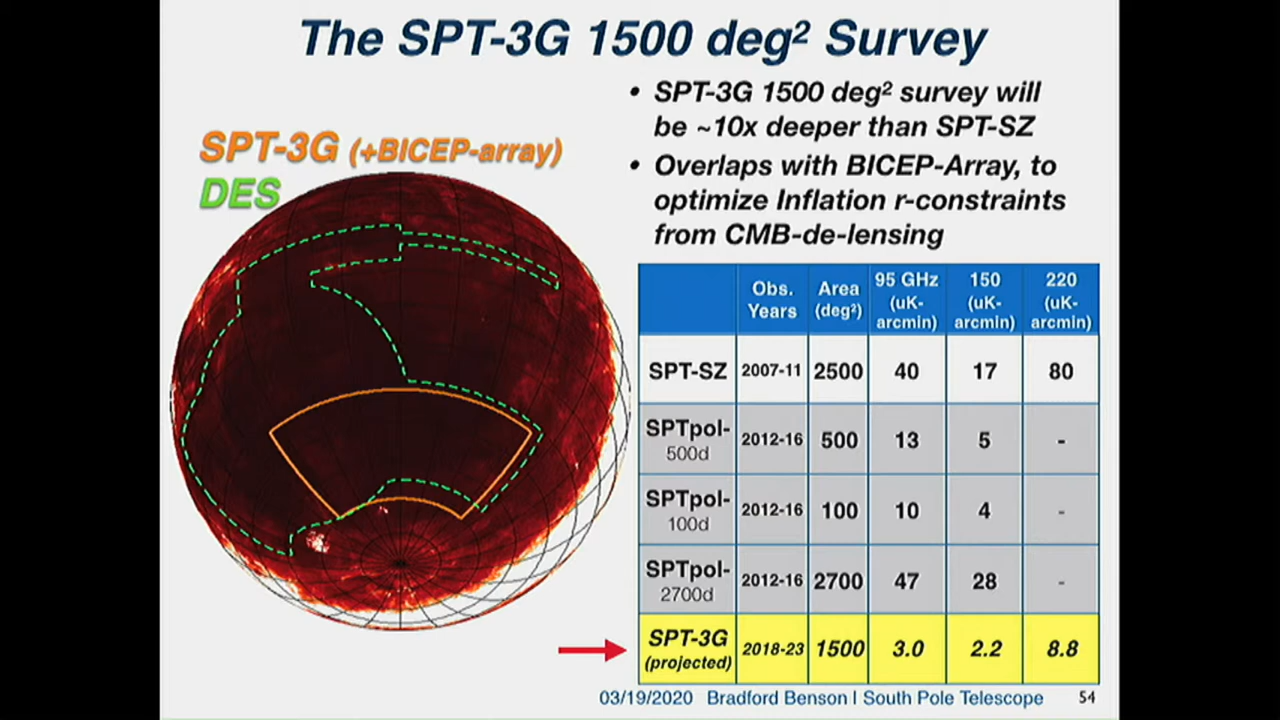 The SPT-3G 1500 deg² Survey
SPT-3G (+BICEP-array)
DES
• SPT-3G 1500 deg² survey will
be ~10x deeper than SPT-SZ
• Overlaps with BICEP-Array, to
optimize Inflation r-constraints
from CMB-de-lensing
Obs. Years Area (deg²) 95 GHz (uK-arcmin) 150 (uK-arcmin) 220 (uK-arcmin)
SPT-SZ 2007-11 2500 40 17 80
SPTpol-500d 2012-16 500 13 5 -
SPTpol-100d 2012-16 100 10 4 -
SPTpol-2700d 2012-16 2700 47 28 -
SPT-3G (projected) 2018-23 1500 3.0 2.2 8.8
03/19/2020 Bradford Benson | South Pole Telescope 54